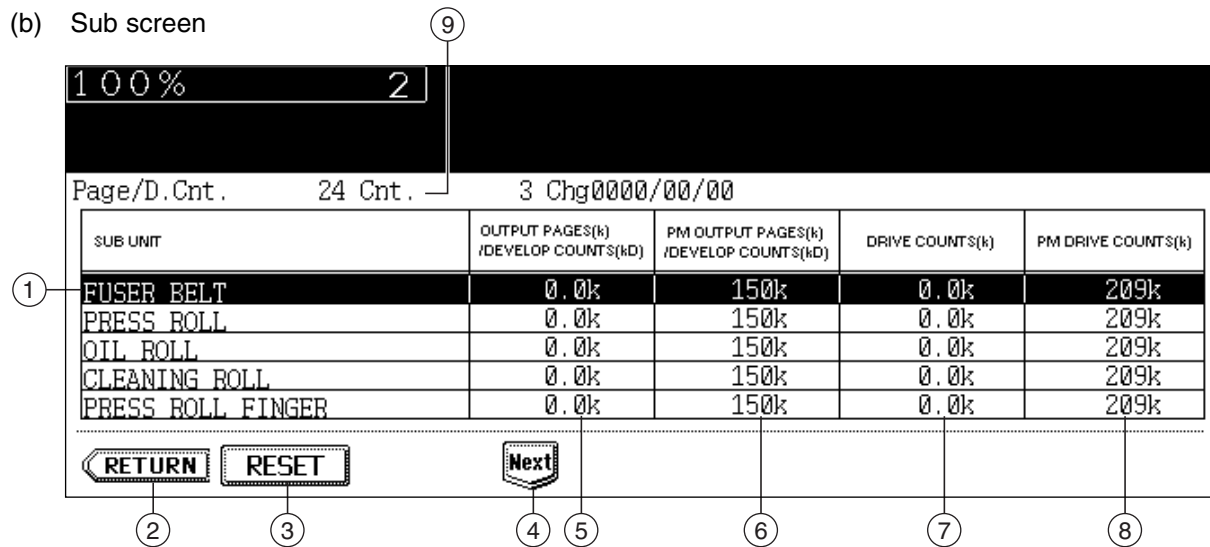 (b) Sub screen
9
100% 2
Page/D.Cnt. 24 Cnt. 3 Chg0000/00/00
SUB UNIT OUTPUT PAGES(k) /DEVELOP COUNTS(kD) PM OUTPUT PAGES(k) /DEVELOP COUNTS(kD) DRIVE COUNTS(k) PM DRIVE COUNTS(k)
1 FUSER BELT 0.0k 150k 0.0k 209k
PRESS ROLL 0.0k 150k 0.0k 209k
OIL ROLL 0.0k 150k 0.0k 209k
CLEANING ROLL 0.0k 150k 0.0k 209k
PRESS ROLL FINGER 0.0k 150k 0.0k 209k
RETURN RESET Next
2 3 4 5 6 7 8